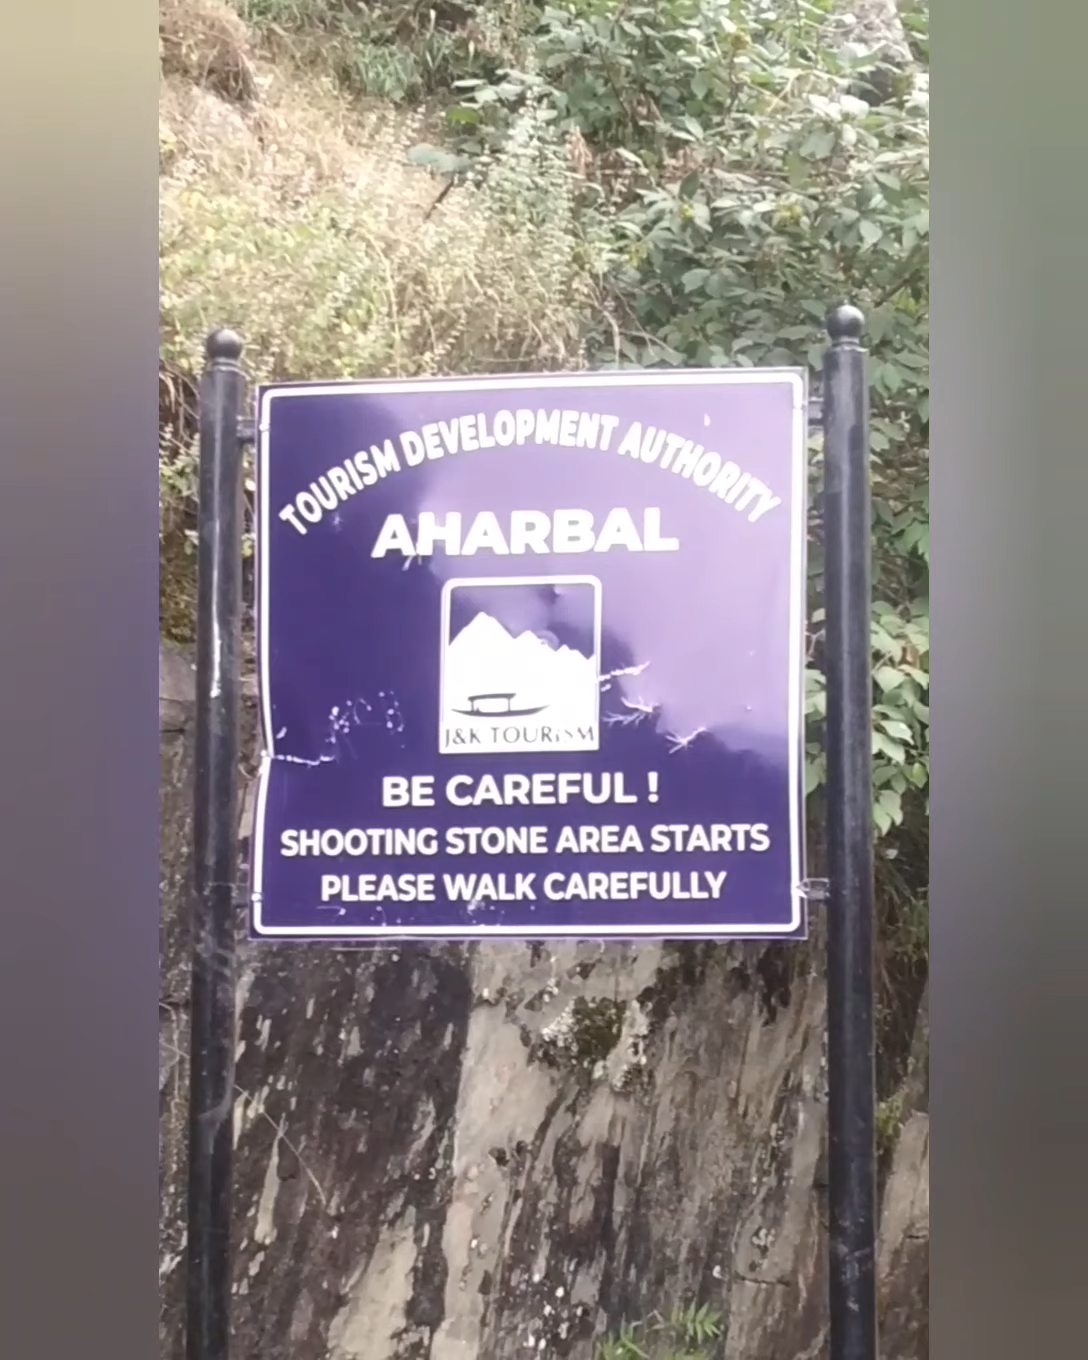 TOURISM DEVELOPMENT AUTHORITY
AHARBAL
J&K TOURISM
BE CAREFUL !
SHOOTING STONE AREA STARTS
PLEASE WALK CAREFULLY